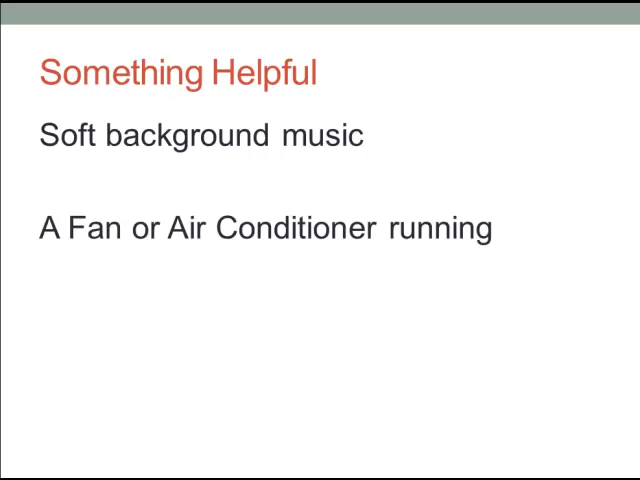 Something Helpful
Soft background music
A Fan or Air Conditioner running